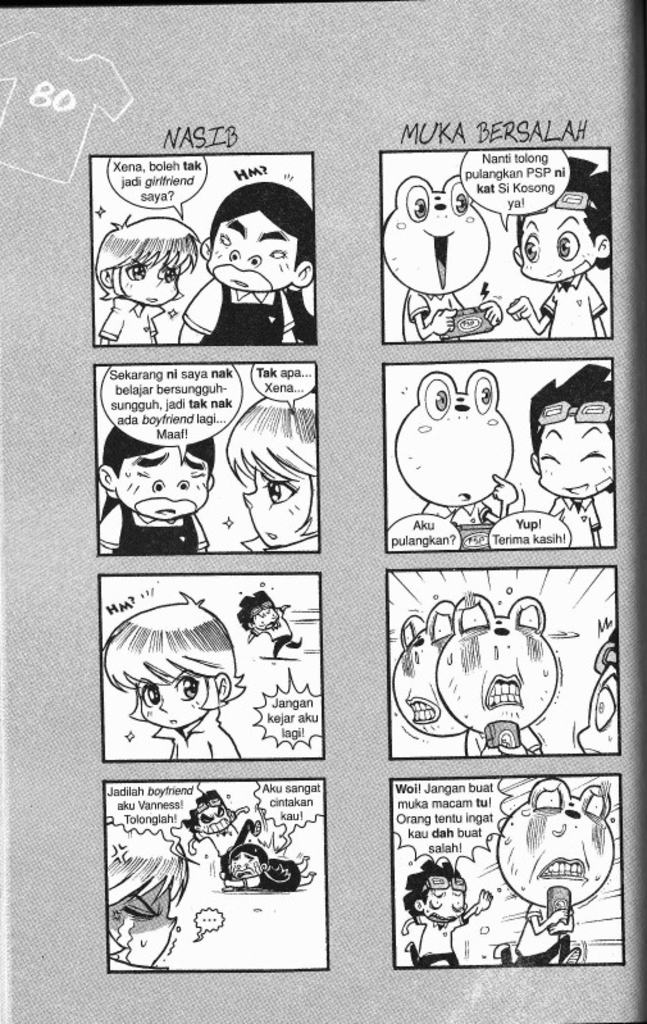 80
NASIB
Xena, boleh tak
jadi girlfriend
saya?
HM?
Sekarang ni saya nak
belajar bersungguh-
sungguh, jadi tak nak
ada boyfriend lagi...
Maaf!
Tak apa...
Xena...
HM?
Jangan
kejar aku
lagi!
Jadilah boyfriend
aku Vanness!
Tolonglah!
Aku sangat
cintakan
kau!
...
MUKA BERSALAH
Nanti tolong
pulangkan PSP ni
kat Si Kosong
ya!
PSP
Aku
pulangkan?
PSP
Yup!
Terima kasih!
Woi! Jangan buat
muka macam tu!
Orang tentu ingat
kau dah buat
salah!